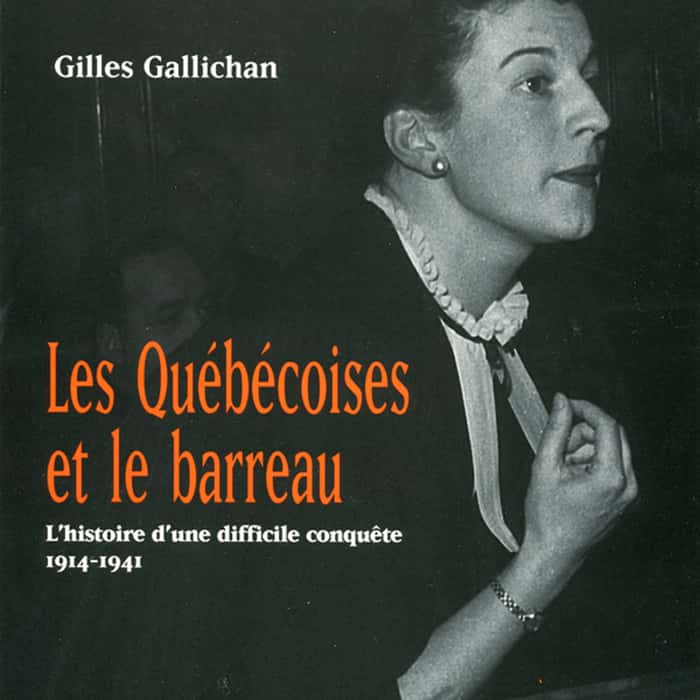 Gilles Gallichan
Les Québécoises
et le barreau
L'histoire d'une difficile conquête
1914-1941